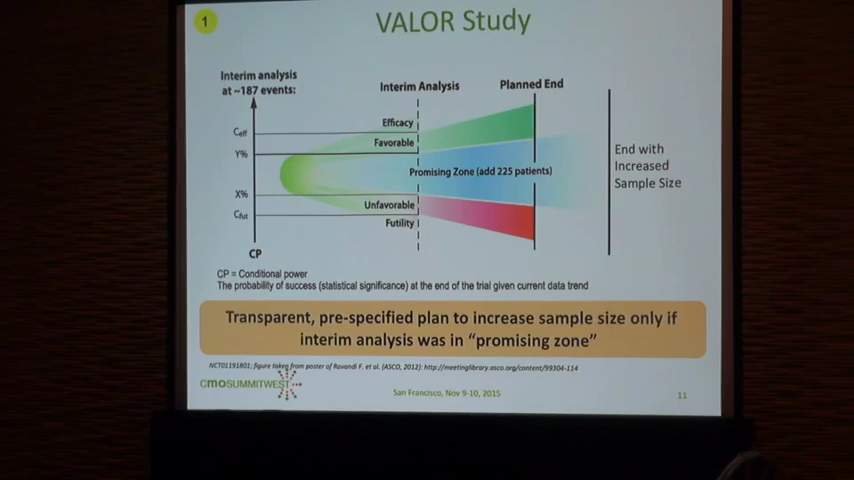 1
VALOR Study
Interim analysis
at ~187 events:
Interim Analysis
Planned End
Ceff
Efficacy
Favorable
Y%
Promising Zone (add 225 patients)
End with
Increased
Sample Size
X%
Unfavorable
Cfut
Futility
CP
CP = Conditional power
The probability of success (statistical significance) at the end of the trial given current data trend
Transparent, pre-specified plan to increase sample size only if
interim analysis was in “promising zone”
NCT01191801; figure taken from poster of Ravandi F. et al. (ASCO, 2012): http://meetinglibrary.asco.org/content/99304-114
CMOSUMMITWEST
San Francisco, Nov 9-10, 2015
11